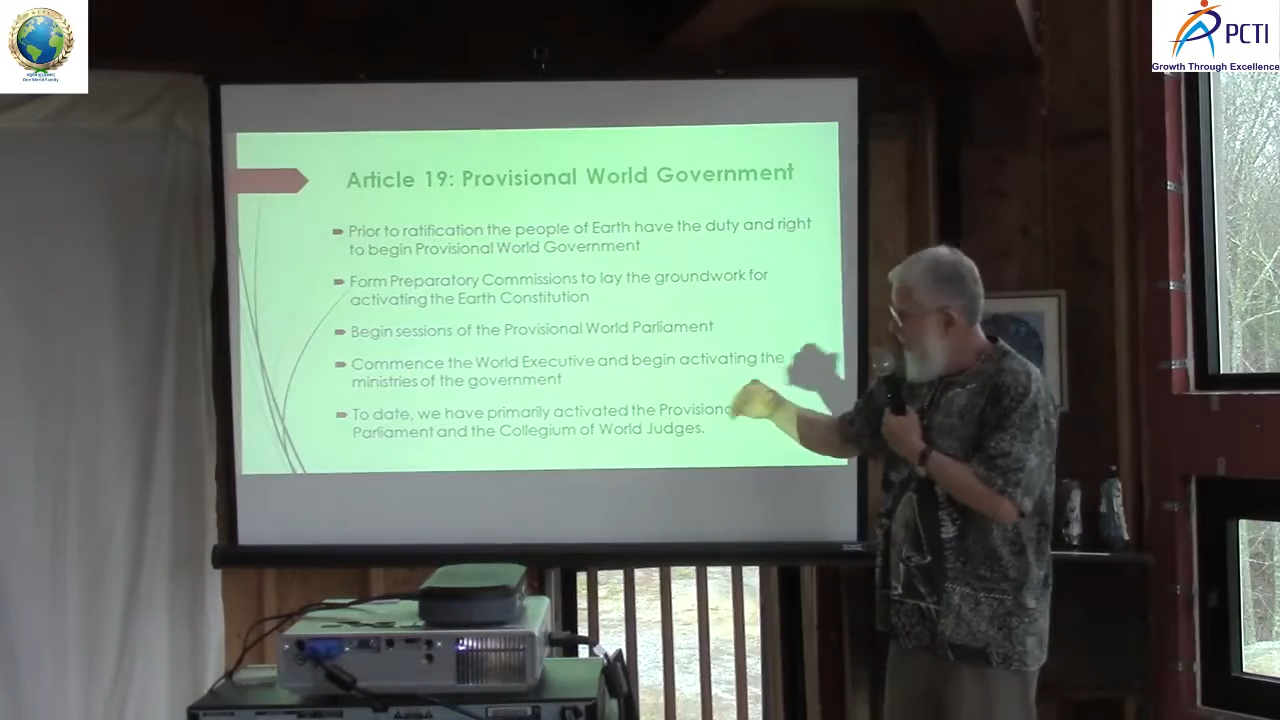 One World Family
PCTI
Growth Through Excellence
Article 19: Provisional World Government
Prior to ratification the people of Earth have the duty and right
to begin Provisional World Government
Form Preparatory Commissions to lay the groundwork for
activating the Earth Constitution
Begin sessions of the Provisional World Parliament
Commence the World Executive and begin activating the
ministries of the government
To date, we have primarily activated the
Parliament and the Collegium of World Judges.